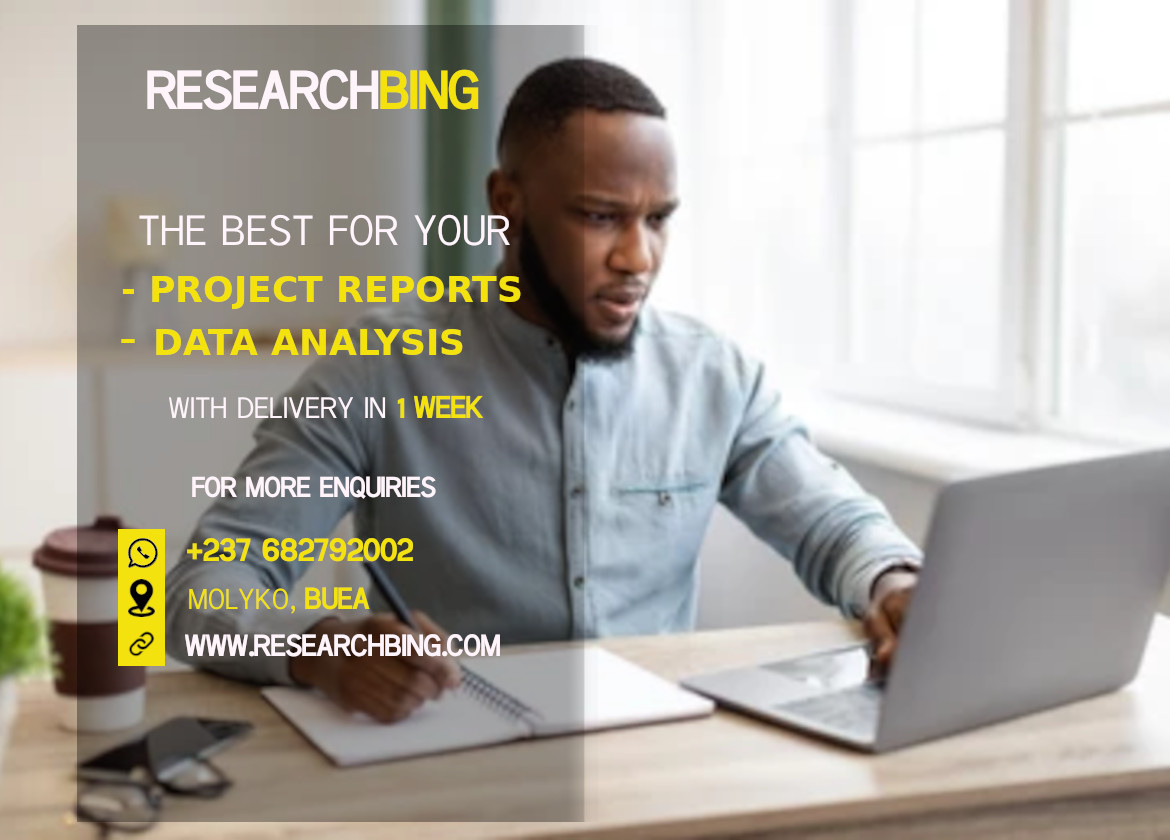 RESEARCHBING
THE BEST FOR YOUR
- PROJECT REPORTS
- DATA ANALYSIS
WITH DELIVERY IN 1 WEEK
FOR MORE ENQUIRIES
+237 682792002
MOLYKO, BUEA
WWW.RESEARCHBING.COM